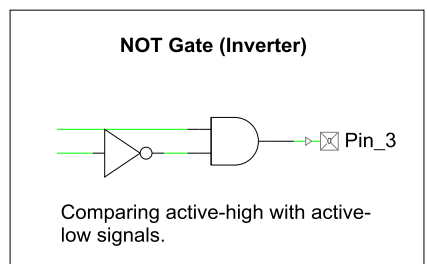 NOT Gate (Inverter)
Pin_3
Comparing active-high with active-
low signals.